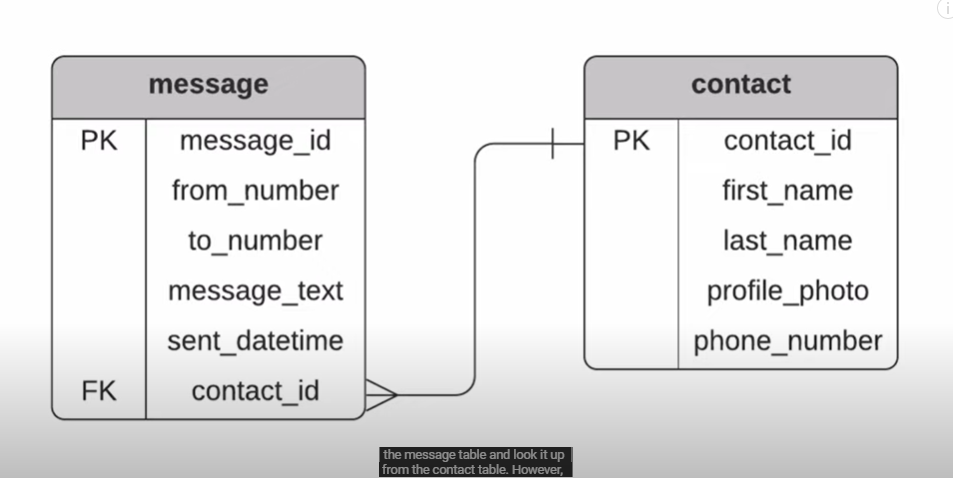 message
PK message_id
from_number
to_number
message_text
sent_datetime
FK contact_id
contact
PK contact_id
first_name
last_name
profile_photo
phone_number
the message table and look it up
from the contact table. However,
i